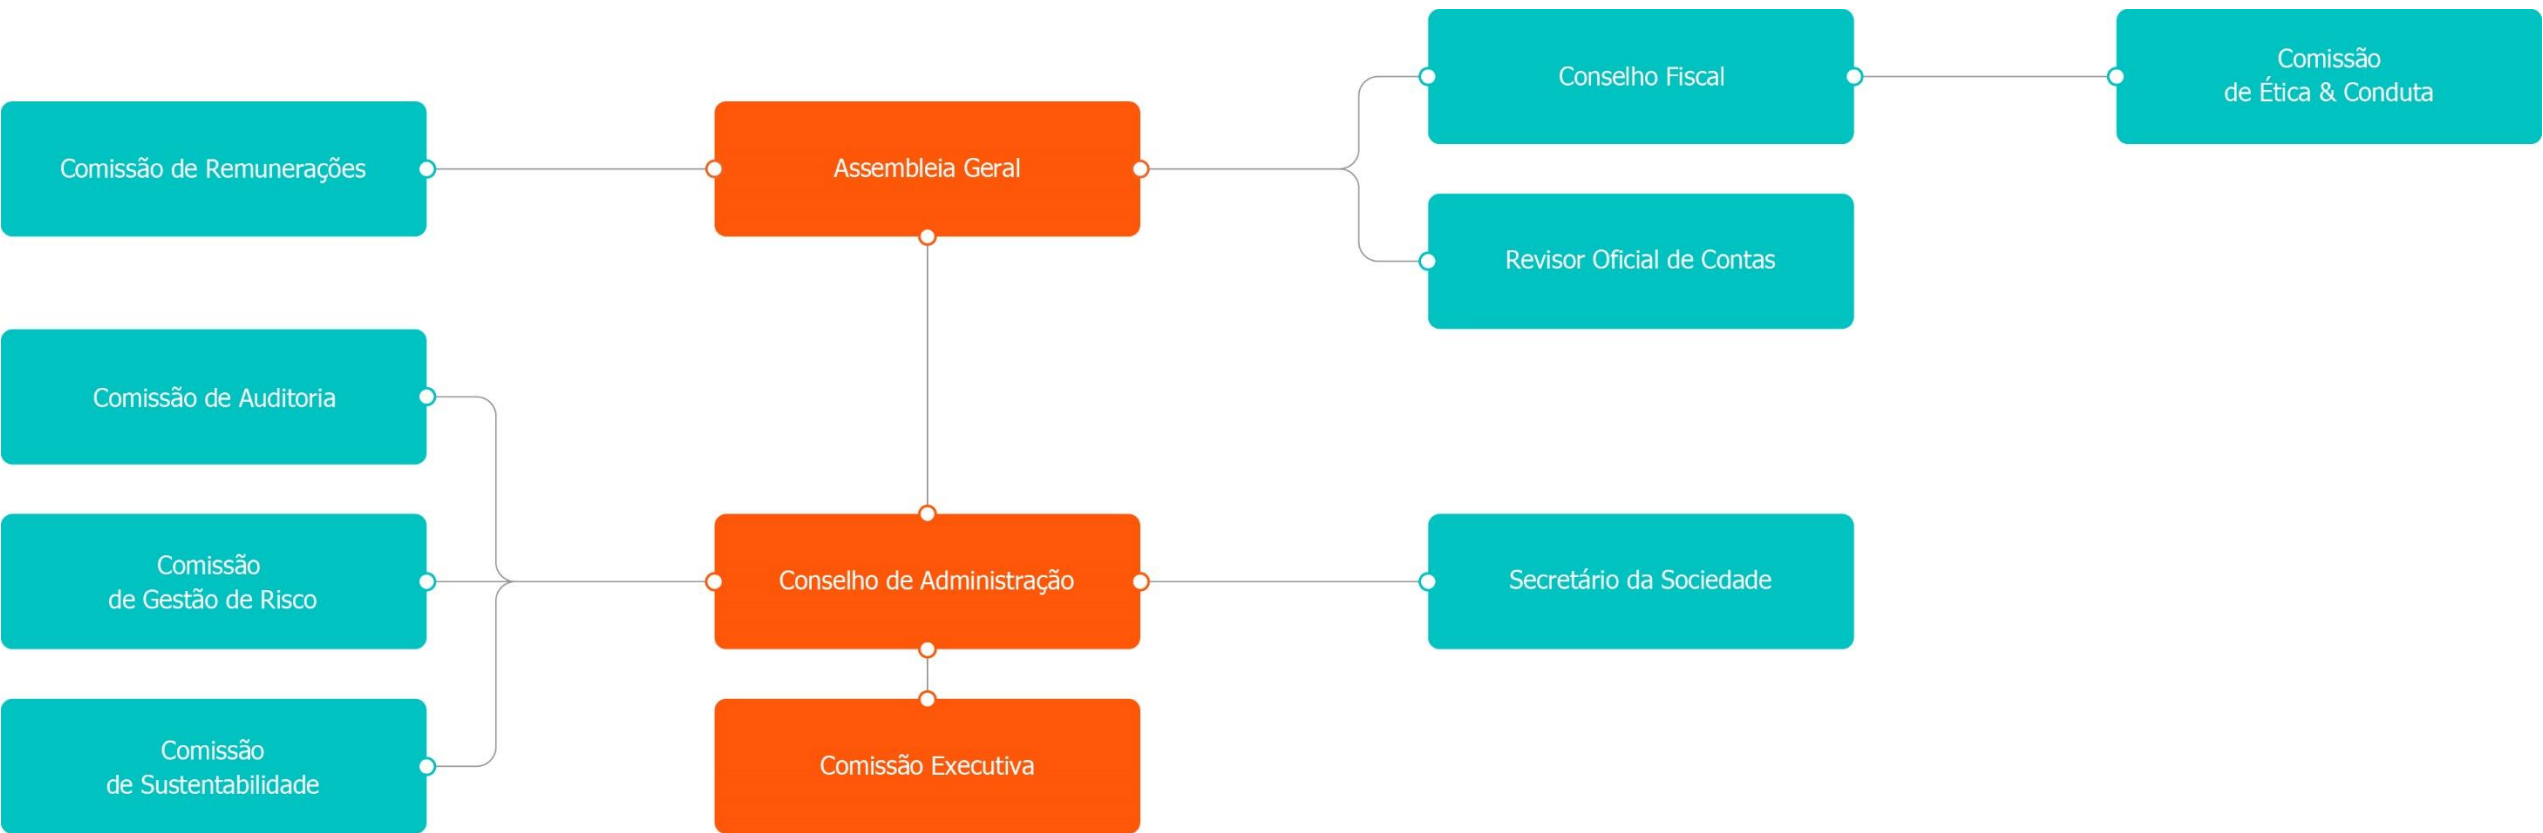 Conselho Fiscal
Comissão
de Ética & Conduta
Comissão de Remunerações
Assembleia Geral
Revisor Oficial de Contas
Comissão de Auditoria
Comissão
de Gestão de Risco
Conselho de Administração
Secretário da Sociedade
Comissão
de Sustentabilidade
Comissão Executiva